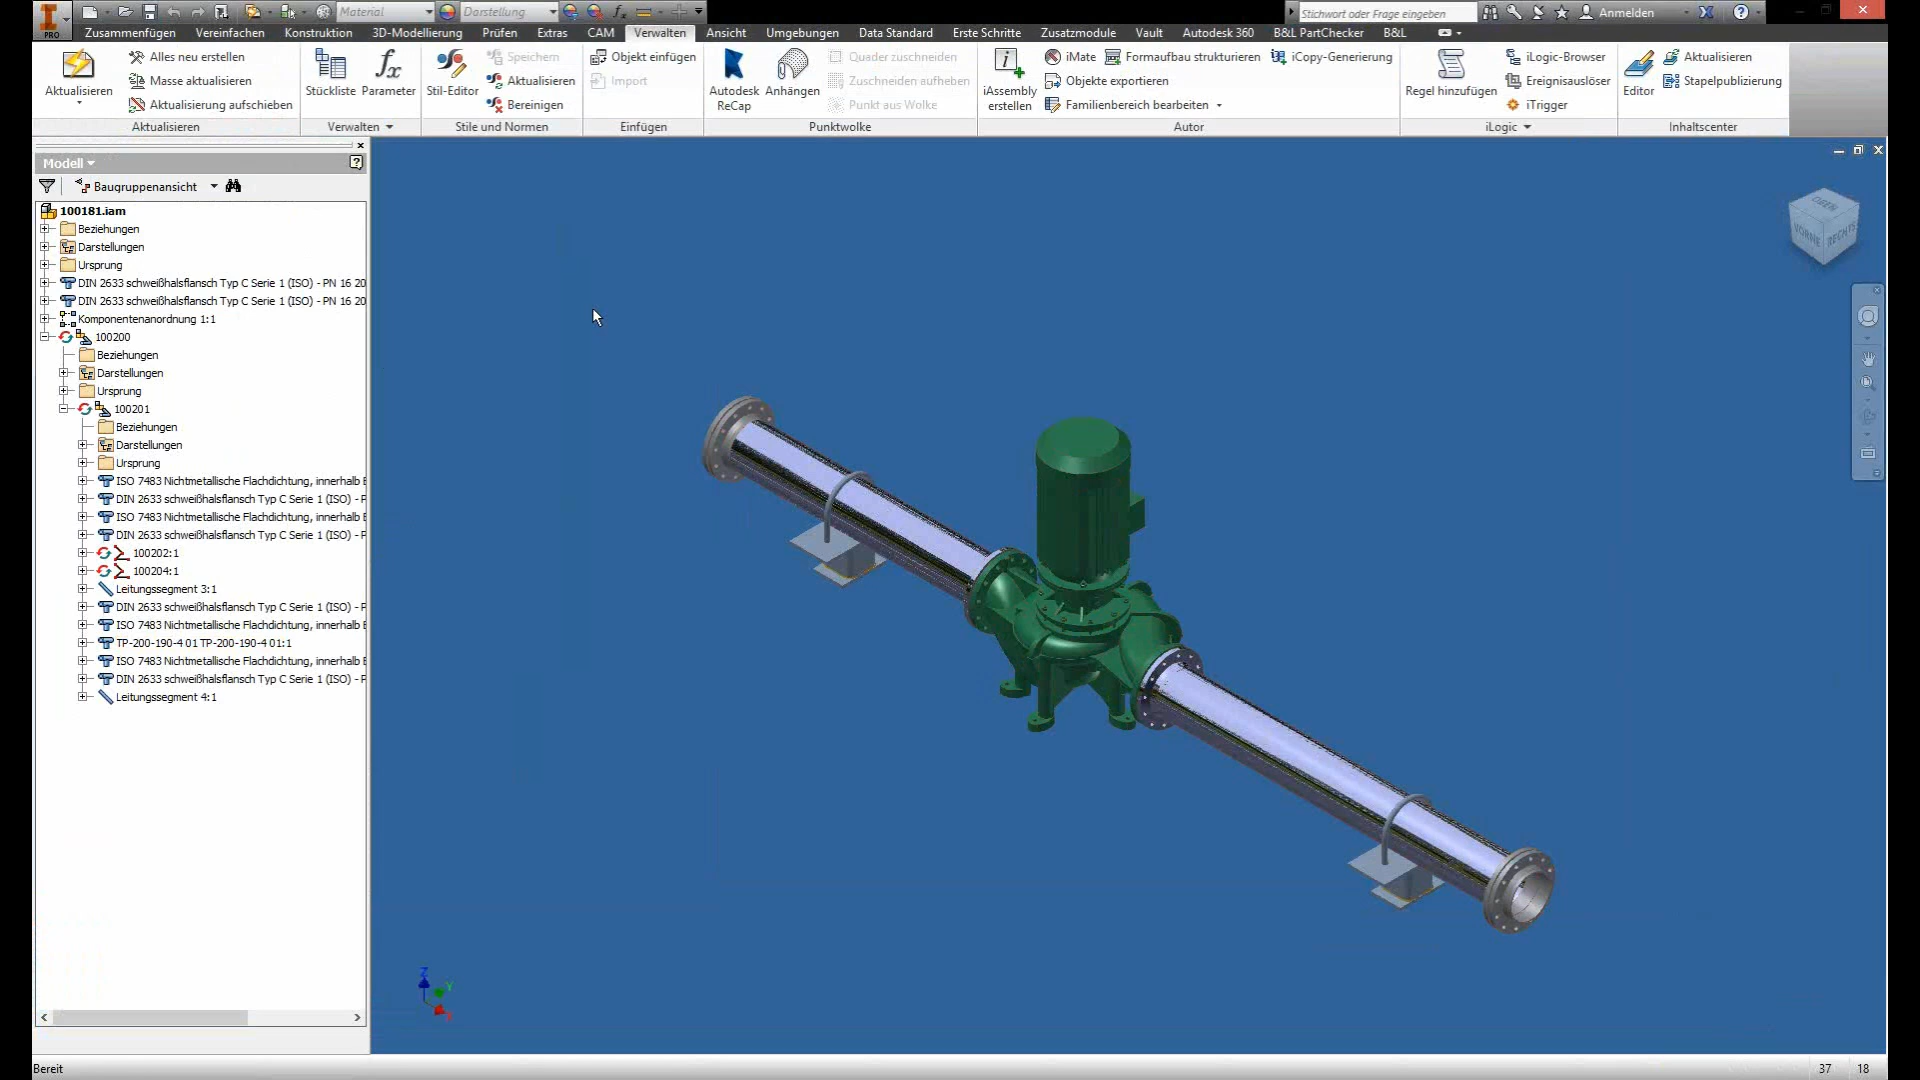 PRO
Material
Darstellung
Stichwort oder Frage eingeben
Anmelden
Zusammenfügen
Vereinfachen
Konstruktion
3D-Modellierung
Prüfen
Extras
CAM
Verwalten
Ansicht
Umgebungen
Data Standard
Erste Schritte
Zusatzmodule
Vault
Autodesk 360
B&L PartChecker
B&L
Aktualisieren
Alles neu erstellen
Masse aktualisieren
Aktualisierung aufschieben
Aktualisieren
Stückliste
Parameter
Verwalten
Stil-Editor
Speichern
Aktualisieren
Bereinigen
Stile und Normen
Objekt einfügen
Import
Einfügen
Autodesk
ReCap
Anhängen
Quader zuschneiden
Zuschneiden aufheben
Punkt aus Wolke
Punktwolke
iAssembly
erstellen
iMate
Formaufbau strukturieren
iCopy-Generierung
Objekte exportieren
Familienbereich bearbeiten
Autor
Regel hinzufügen
iLogic-Browser
Ereignisauslöser
iTrigger
iLogic
Editor
Aktualisieren
Stapelpublizierung
Inhaltscenter
Modell
Baugruppenansicht
100181.iam
Beziehungen
Darstellungen
Ursprung
DIN 2633 schweißhalsflansch Typ C Serie 1 (ISO) - PN 16 20
DIN 2633 schweißhalsflansch Typ C Serie 1 (ISO) - PN 16 20
Komponentenanordnung 1:1
100200
Beziehungen
Darstellungen
Ursprung
100201
Beziehungen
Darstellungen
Ursprung
ISO 7483 Nichtmetallische Flachdichtung, innerhalb
DIN 2633 schweißhalsflansch Typ C Serie 1 (ISO) - P
ISO 7483 Nichtmetallische Flachdichtung, innerhalb
DIN 2633 schweißhalsflansch Typ C Serie 1 (ISO) - P
100202:1
100204:1
Leitungssegment 3:1
DIN 2633 schweißhalsflansch Typ C Serie 1 (ISO) - P
ISO 7483 Nichtmetallische Flachdichtung, innerhalb
TP-200-190-4 01 TP-200-190-4 01:1
ISO 7483 Nichtmetallische Flachdichtung, innerhalb
DIN 2633 schweißhalsflansch Typ C Serie 1 (ISO) - P
Leitungssegment 4:1
OBEN
VORNE
RECHTS
Z
Y
Bereit
37
18